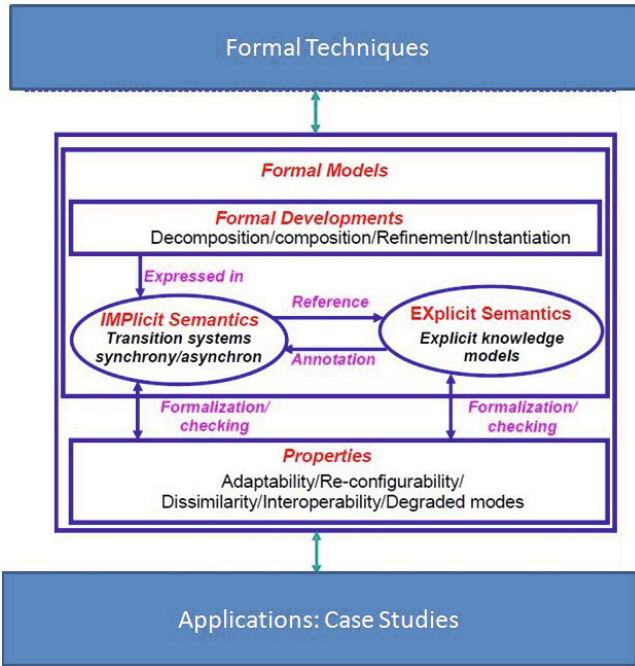 Formal Techniques
Formal Models
Formal Developments
Decomposition/composition/Refinement/Instantiation
Expressed in
Reference
IMPlicit Semantics
Transition systems
synchrony/asynchron
EXplicit Semantics
Explicit knowledge
models
Annotation
Formalization/
checking
Formalization/
checking
Properties
Adaptability/Re-configurability/
Dissimilarity/Interoperability/Degraded modes
Applications: Case Studies